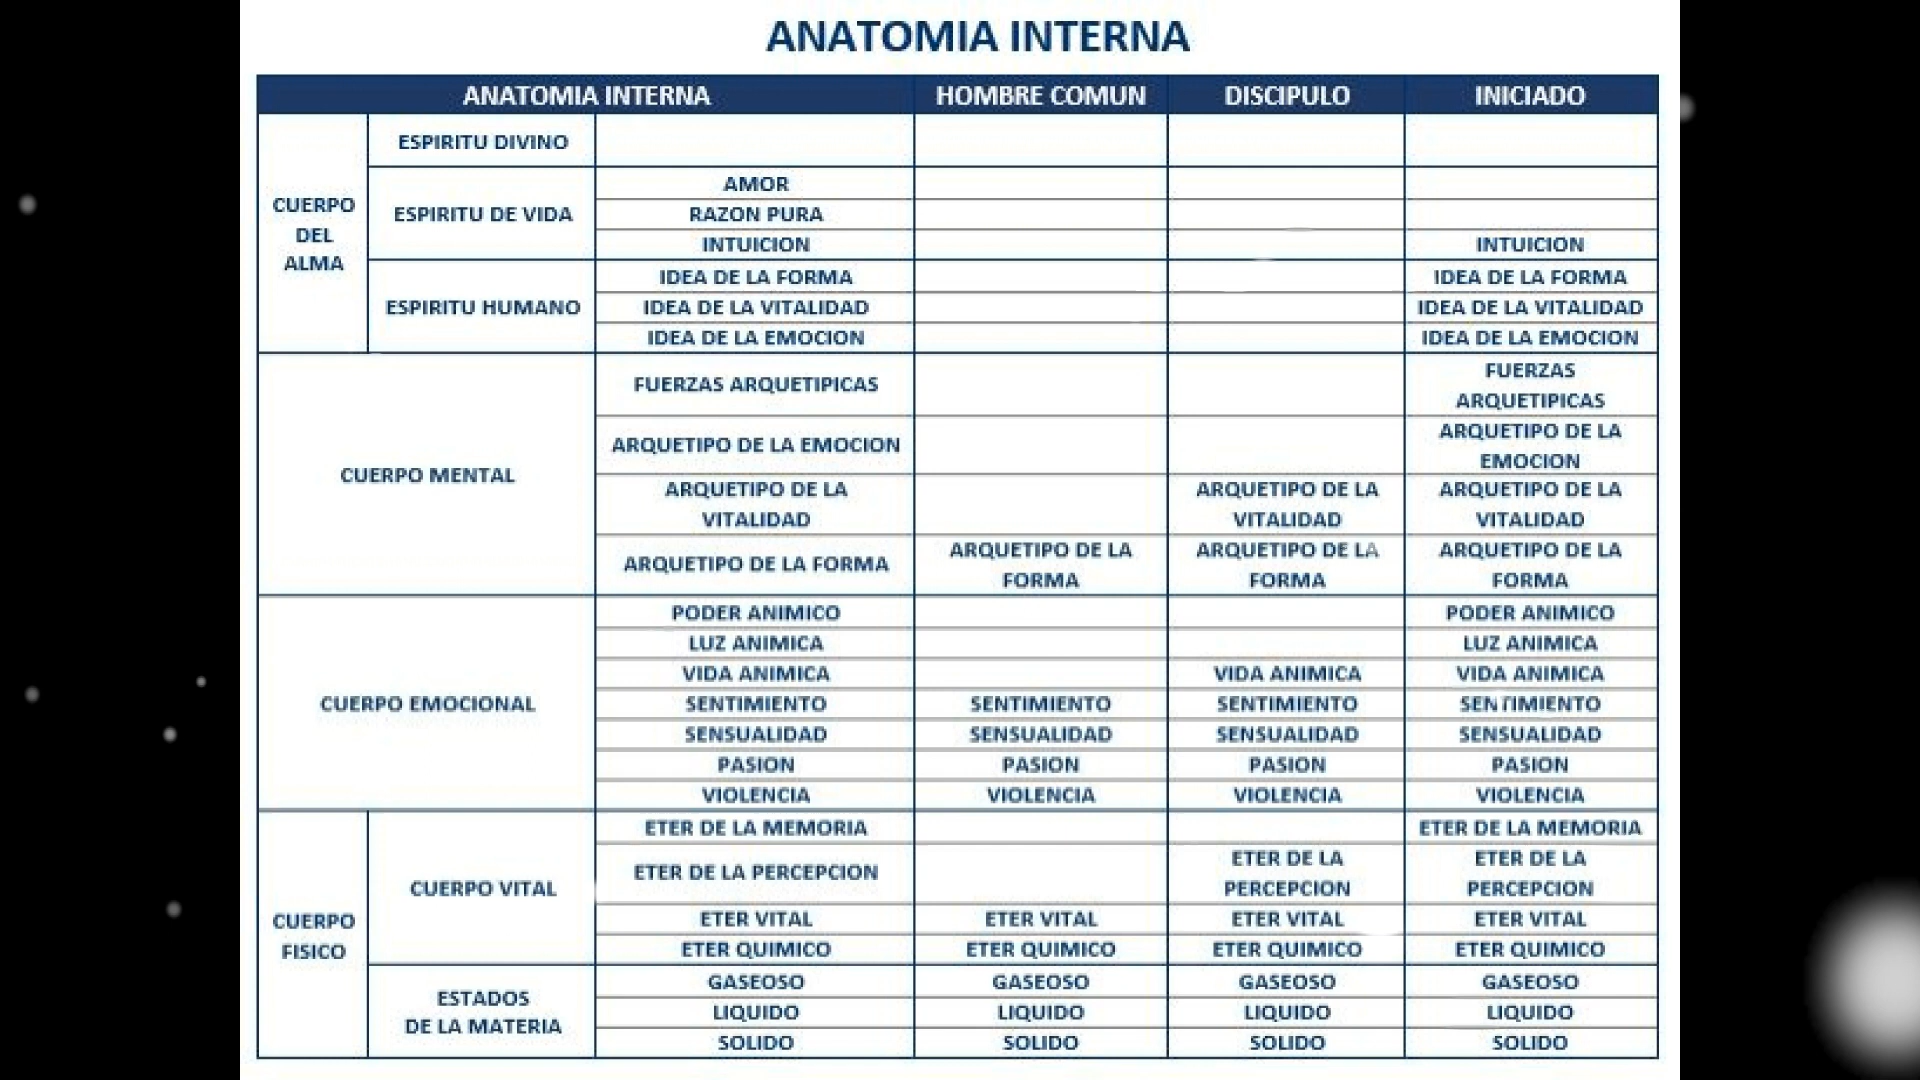 ANATOMIA INTERNA
ANATOMIA INTERNA HOMBRE COMUN DISCIPULO INICIADO
CUERPO
DEL
ALMA
ESPIRITU DIVINO
ESPIRITU DE VIDA
AMOR
RAZON PURA
INTUICION INTUICION
ESPIRITU HUMANO
IDEA DE LA FORMA IDEA DE LA FORMA
IDEA DE LA VITALIDAD IDEA DE LA VITALIDAD
IDEA DE LA EMOCION IDEA DE LA EMOCION
CUERPO MENTAL
FUERZAS ARQUETIPICAS
FUERZAS
ARQUETIPICAS
ARQUETIPO DE LA EMOCION
ARQUETIPO DE LA
EMOCION
ARQUETIPO DE LA
VITALIDAD
ARQUETIPO DE LA
VITALIDAD
ARQUETIPO DE LA
VITALIDAD
ARQUETIPO DE LA FORMA
ARQUETIPO DE LA
FORMA
ARQUETIPO DE LA
FORMA
ARQUETIPO DE LA
FORMA
CUERPO EMOCIONAL
PODER ANIMICO PODER ANIMICO
LUZ ANIMICA LUZ ANIMICA
VIDA ANIMICA VIDA ANIMICA VIDA ANIMICA
SENTIMIENTO SENTIMIENTO SENTIMIENTO SENTIMIENTO
SENSUALIDAD SENSUALIDAD SENSUALIDAD SENSUALIDAD
PASION PASION PASION PASION
VIOLENCIA VIOLENCIA VIOLENCIA VIOLENCIA
CUERPO
FISICO
CUERPO VITAL
ETER DE LA MEMORIA ETER DE LA MEMORIA
ETER DE LA PERCEPCION
ETER DE LA
PERCEPCION
ETER DE LA
PERCEPCION
ETER VITAL ETER VITAL ETER VITAL ETER VITAL
ETER QUIMICO ETER QUIMICO ETER QUIMICO ETER QUIMICO
ESTADOS
DE LA MATERIA
GASEOSO GASEOSO GASEOSO GASEOSO
LIQUIDO LIQUIDO LIQUIDO LIQUIDO
SOLIDO SOLIDO SOLIDO SOLIDO